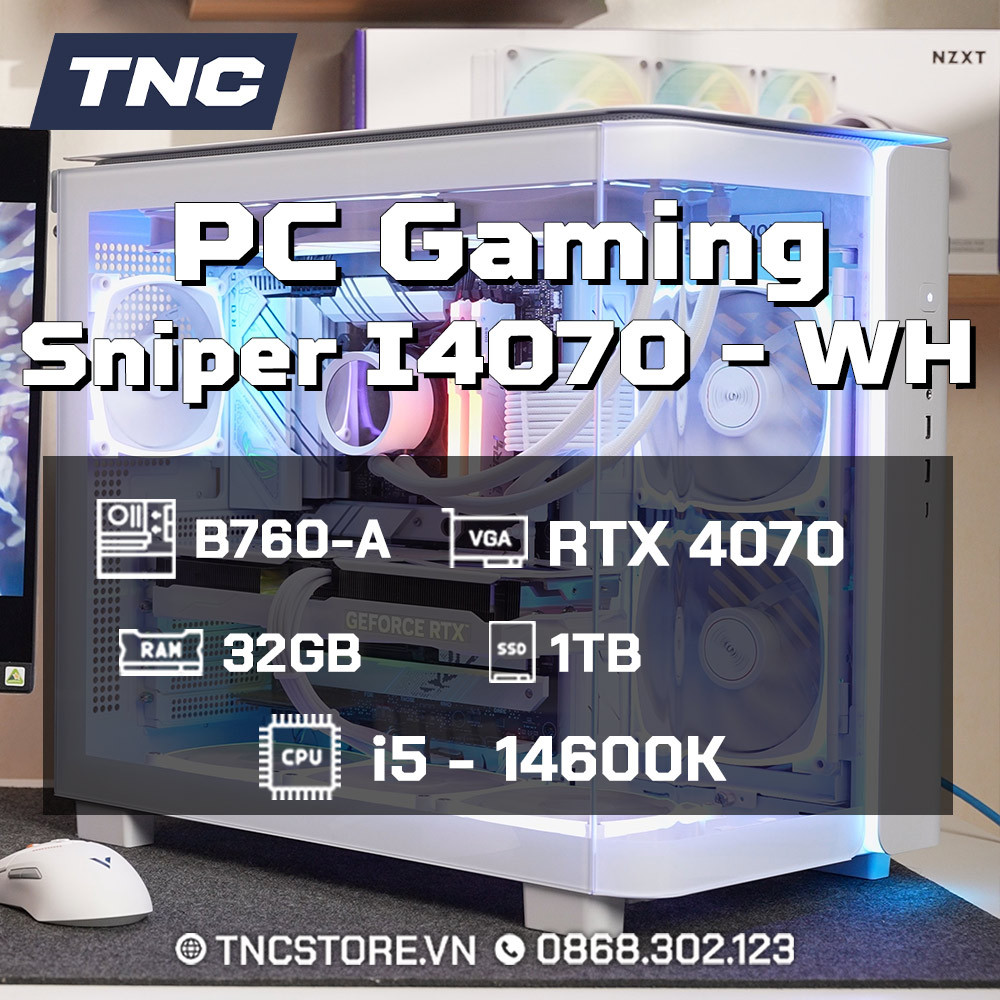 TNC
NZXT
PC Gaming
Sniper I4070 - WH
B760-A
VGA
RTX 4070
GEFORCE RTX
RAM
32GB
SSD
1TB
CPU
i5 - 14600K
TNCSTORE.VN
0868.302.123